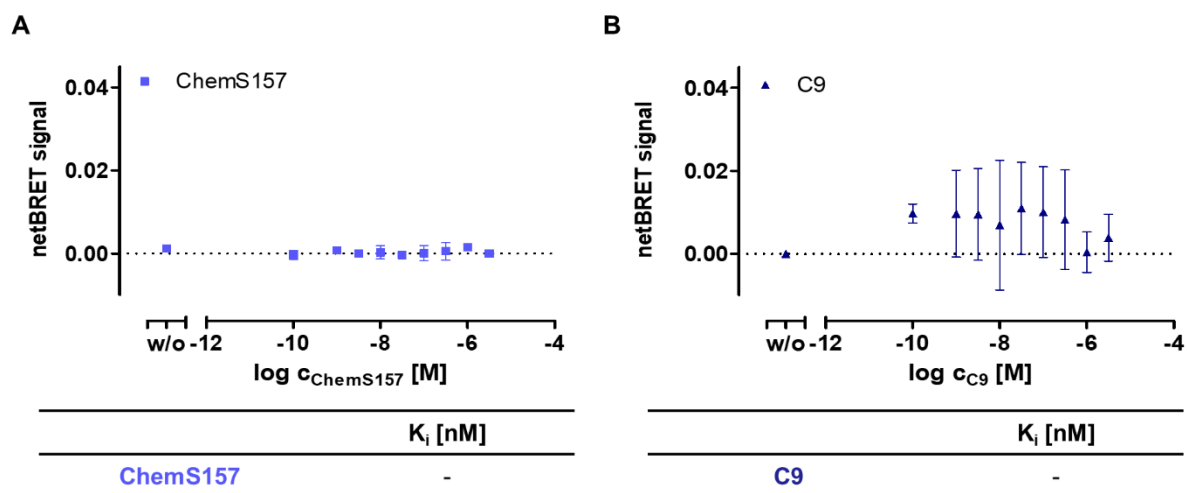 A
netBRET signal
0.04
0.02
0.00
ChemS157
w/o -12 -10 -8 -6 -4
log cChemS157 [M]
Ki [nM]
ChemS157 -
B
netBRET signal
0.04
0.02
0.00
C9
w/o -12 -10 -8 -6 -4
log cC9 [M]
Ki [nM]
C9 -